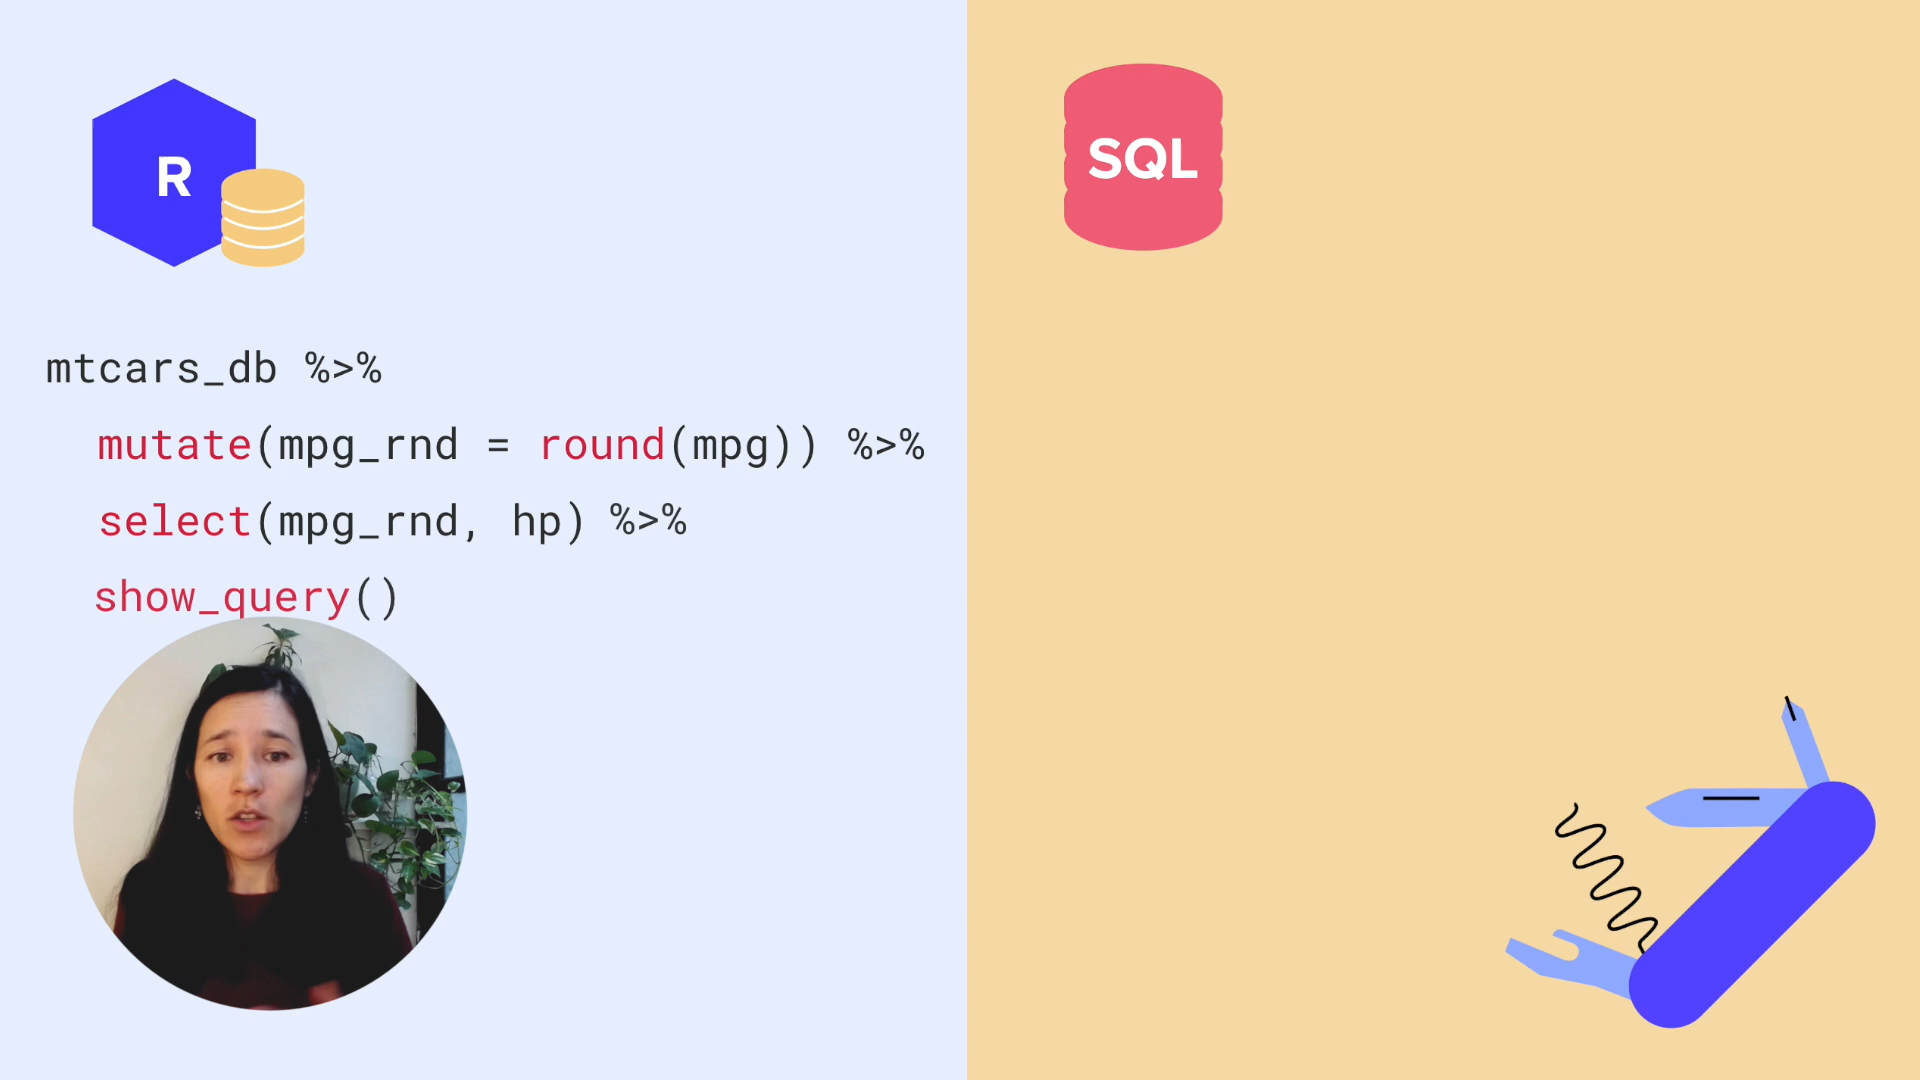 R
SQL
mtcars_db %>%
mutate(mpg_rnd = round(mpg)) %>%
select(mpg_rnd, hp) %>%
show_query()